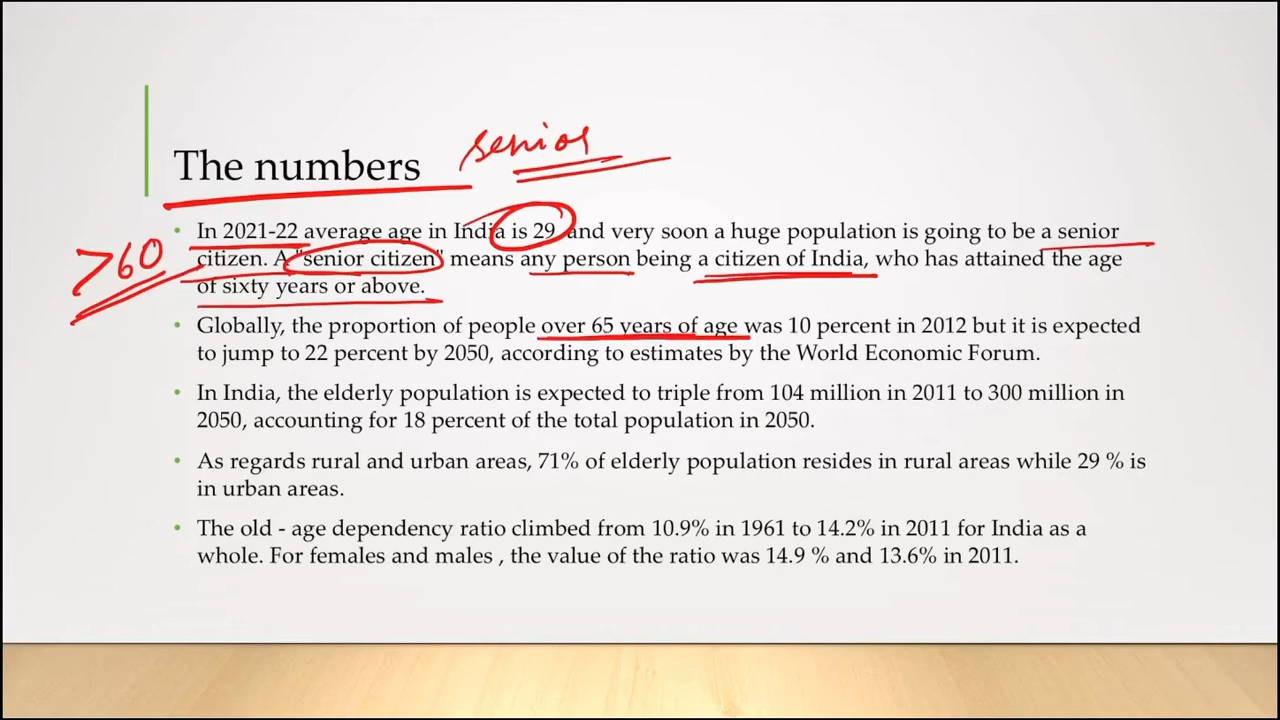 The numbers
senior
In 2021-22 average age in India is 29 and very soon a huge population is going to be a senior
>60
citizen. A "senior citizen" means any person being a citizen of India, who has attained the age
of sixty years or above.
Globally, the proportion of people over 65 years of age was 10 percent in 2012 but it is expected
to jump to 22 percent by 2050, according to estimates by the World Economic Forum.
In India, the elderly population is expected to triple from 104 million in 2011 to 300 million in
2050, accounting for 18 percent of the total population in 2050.
As regards rural and urban areas, 71% of elderly population resides in rural areas while 29 % is
in urban areas.
The old - age dependency ratio climbed from 10.9% in 1961 to 14.2% in 2011 for India as a
whole. For females and males , the value of the ratio was 14.9 % and 13.6% in 2011.